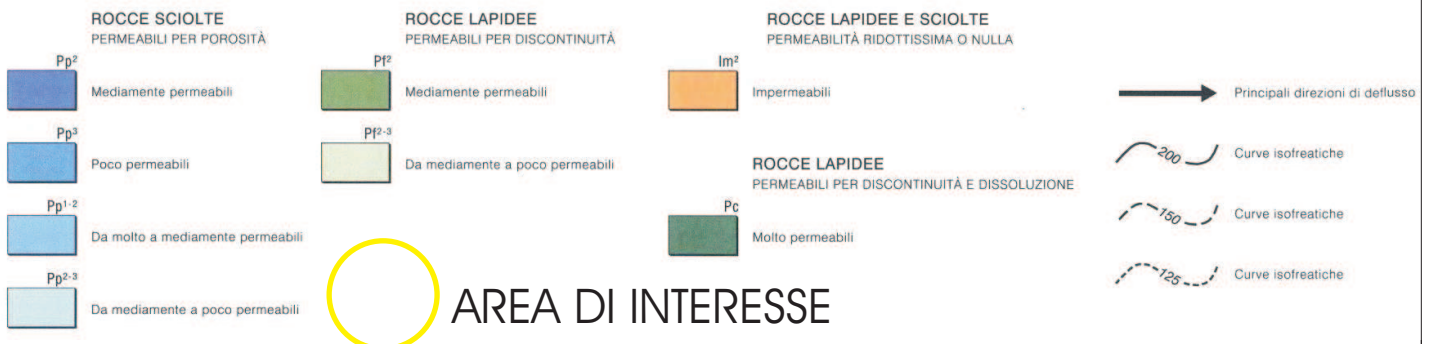 ROCCE SCIOLTE
PERMEABILI PER POROSITÀ
Pp²
Mediamente permeabili
Pp³
Poco permeabili
Pp¹⁻²
Da molto a mediamente permeabili
Pp²⁻³
Da mediamente a poco permeabili
ROCCE LAPIDEE
PERMEABILI PER DISCONTINUITÀ
Pf²
Mediamente permeabili
Pf²⁻³
Da mediamente a poco permeabili
AREA DI INTERESSE
ROCCE LAPIDEE E SCIOLTE
PERMEABILITÀ RIDOTTISSIMA O NULLA
Im²
Impermeabili
ROCCE LAPIDEE
PERMEABILI PER DISCONTINUITÀ E DISSOLUZIONE
Pc
Molto permeabili
Principali direzioni di deflusso
200
Curve isofreatiche
150
Curve isofreatiche
125
Curve isofreatiche